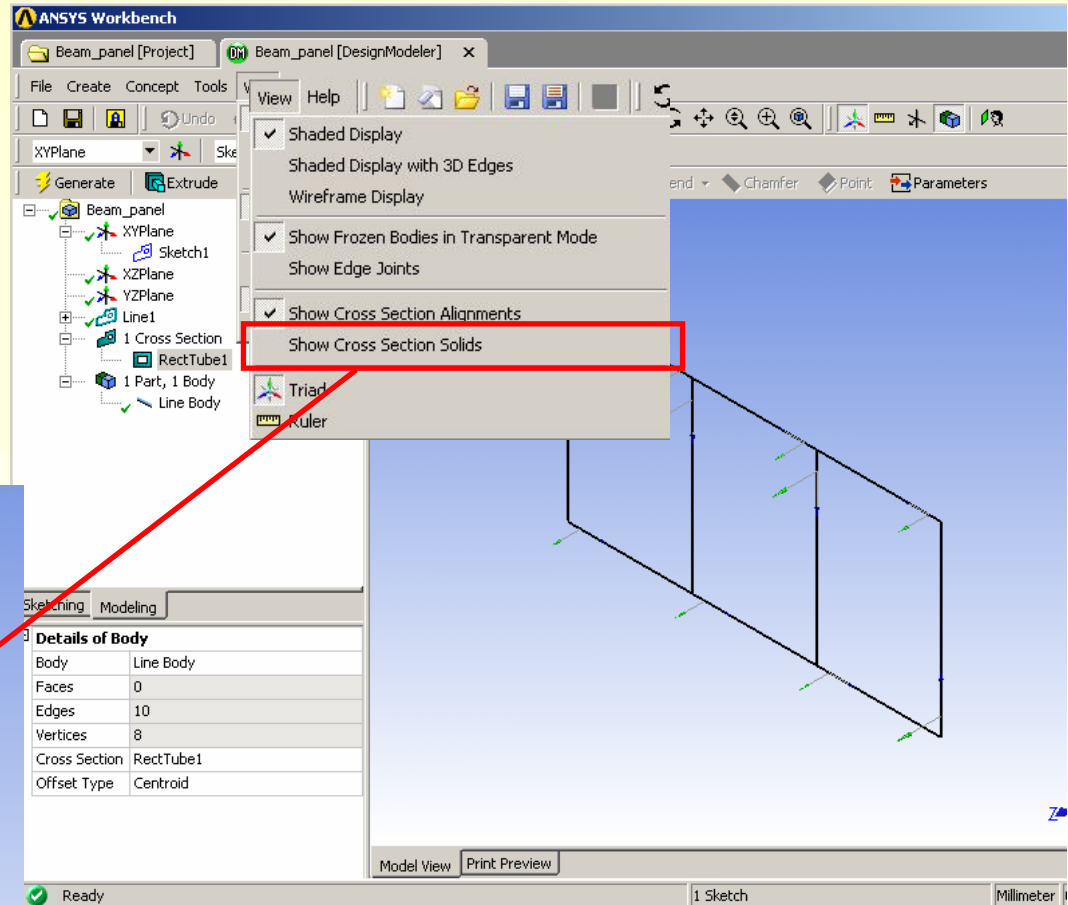 ANSYS Workbench
Beam_panel [Project] DM Beam_panel [DesignModeler] X
File Create Concept Tools
View Help
Undo
XYPlane
Generate Extrude Chamfer Point Parameters
Shaded Display
Shaded Display with 3D Edges
Wireframe Display
Show Frozen Bodies in Transparent Mode
Show Edge Joints
Show Cross Section Alignments
Show Cross Section Solids
Triad
Ruler
Beam_panel
XYPlane
Sketch1
XZPlane
YZPlane
Line1
1 Cross Section
RectTube1
1 Part, 1 Body
Line Body
Sketching Modeling
Details of Body
Body Line Body
Faces 0
Edges 10
Vertices 8
Cross Section RectTube1
Offset Type Centroid
Z
Model View Print Preview
Ready 1 Sketch Millimeter